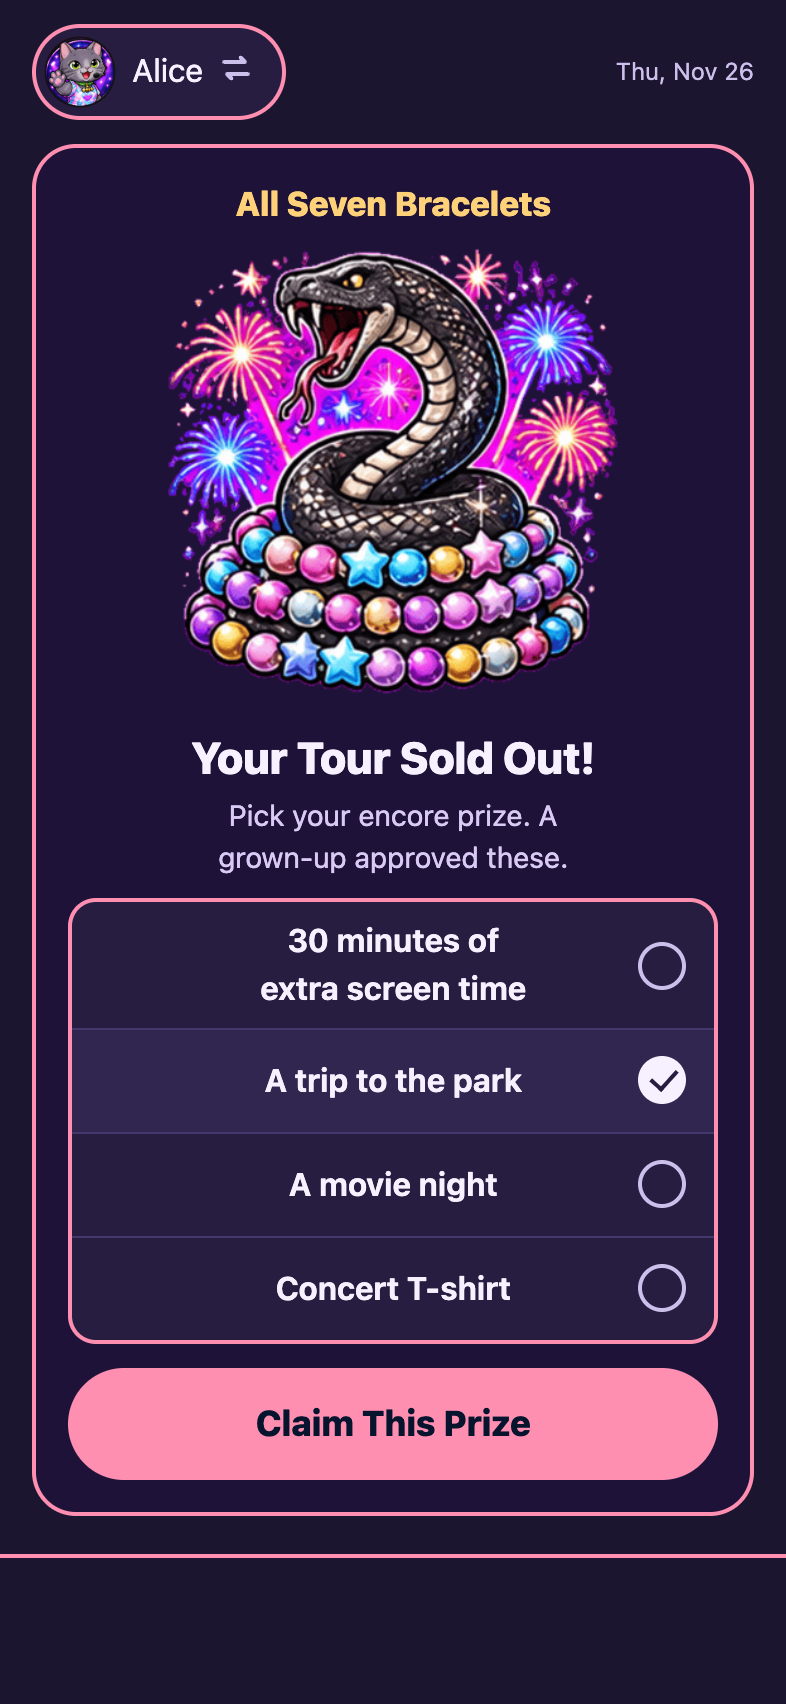 Alice
Thu, Nov 26
All Seven Bracelets
Your Tour Sold Out!
Pick your encore prize. A
grown-up approved these.
30 minutes of
extra screen time
A trip to the park
A movie night
Concert T-shirt
Claim This Prize